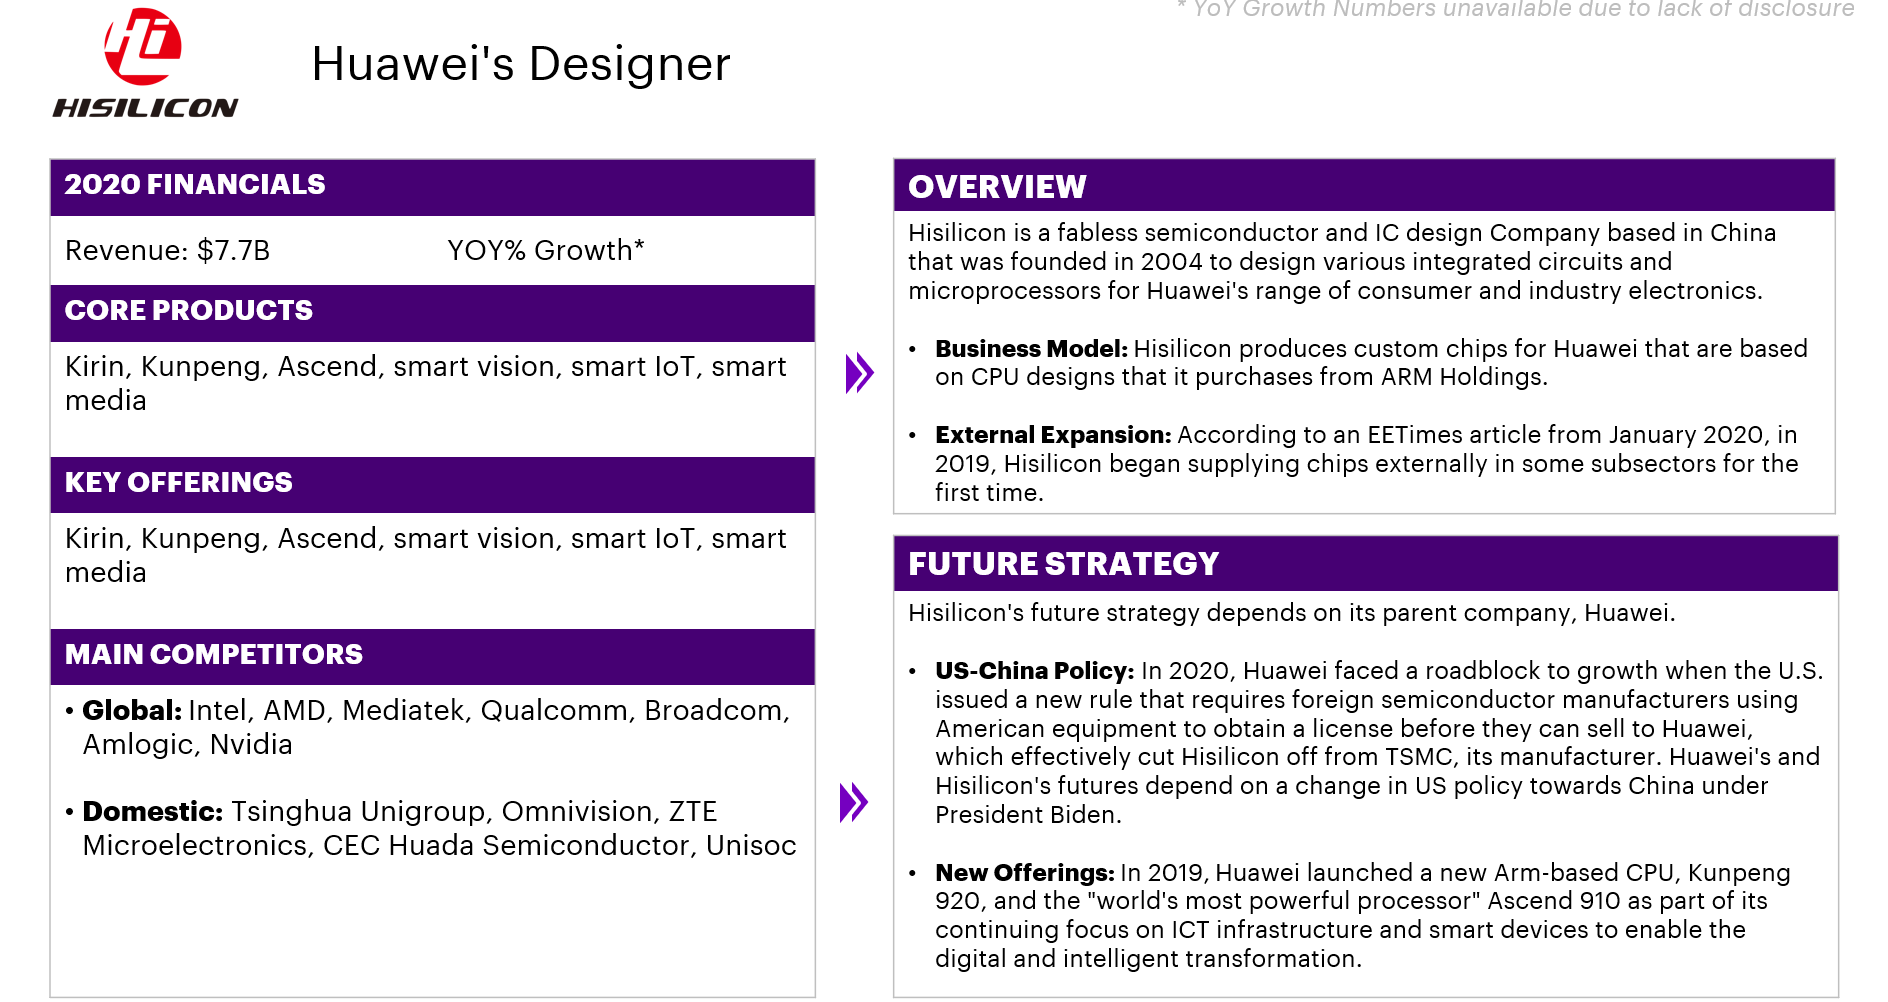 * YoY Growth Numbers unavailable due to lack of disclosure
Hi
HISILICON
Huawei's Designer
2020 FINANCIALS
Revenue: $7.7B YOY% Growth*
CORE PRODUCTS
Kirin, Kunpeng, Ascend, smart vision, smart IoT, smart
media
KEY OFFERINGS
Kirin, Kunpeng, Ascend, smart vision, smart IoT, smart
media
MAIN COMPETITORS
• Global: Intel, AMD, Mediatek, Qualcomm, Broadcom,
Amlogic, Nvidia
• Domestic: Tsinghua Unigroup, Omnivision, ZTE
Microelectronics, CEC Huada Semiconductor, Unisoc
OVERVIEW
Hisilicon is a fabless semiconductor and IC design Company based in China
that was founded in 2004 to design various integrated circuits and
microprocessors for Huawei's range of consumer and industry electronics.
• Business Model: Hisilicon produces custom chips for Huawei that are based
on CPU designs that it purchases from ARM Holdings.
• External Expansion: According to an EETimes article from January 2020, in
2019, Hisilicon began supplying chips externally in some subsectors for the
first time.
FUTURE STRATEGY
Hisilicon's future strategy depends on its parent company, Huawei.
• US-China Policy: In 2020, Huawei faced a roadblock to growth when the U.S.
issued a new rule that requires foreign semiconductor manufacturers using
American equipment to obtain a license before they can sell to Huawei,
which effectively cut Hisilicon off from TSMC, its manufacturer. Huawei's and
Hisilicon's futures depend on a change in US policy towards China under
President Biden.
• New Offerings: In 2019, Huawei launched a new Arm-based CPU, Kunpeng
920, and the "world's most powerful processor" Ascend 910 as part of its
continuing focus on ICT infrastructure and smart devices to enable the
digital and intelligent transformation.